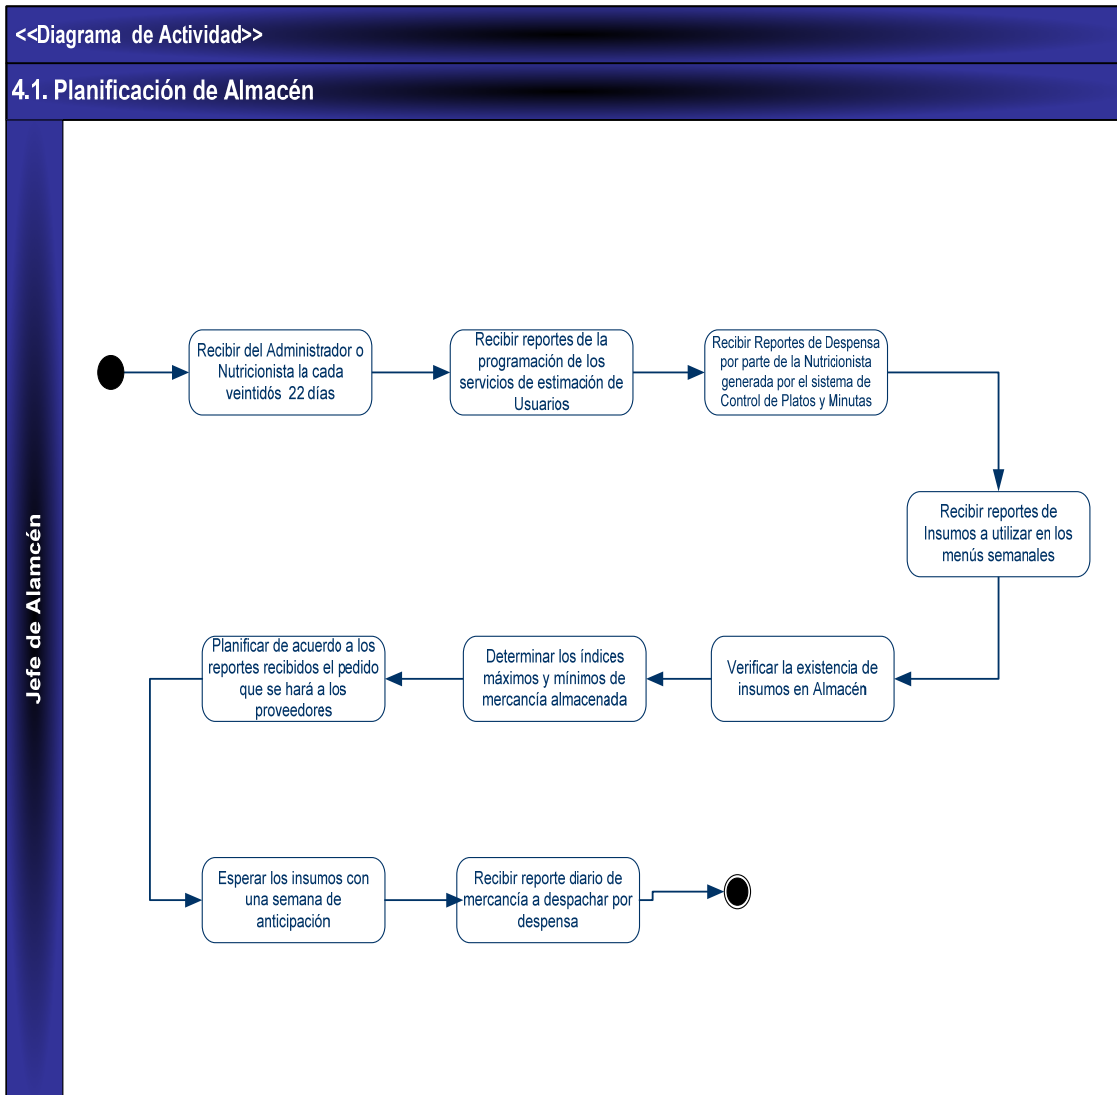 <<Diagrama de Actividad>>
4.1. Planificación de Almacén
Jefe de Alamcén
Recibir del Administrador o
Nutricionista la cada
veintidós 22 días
Recibir reportes de la
programación de los
servicios de estimación de
Usuarios
Recibir Reportes de Despensa
por parte de la Nutricionista
generada por el sistema de
Control de Platos y Minutas
Recibir reportes de
Insumos a utilizar en los
menús semanales
Verificar la existencia de
insumos en Almacén
Determinar los índices
máximos y mínimos de
mercancía almacenada
Planificar de acuerdo a los
reportes recibidos el pedido
que se hará a los
proveedores
Esperar los insumos con
una semana de
anticipación
Recibir reporte diario de
mercancía a despachar por
despensa